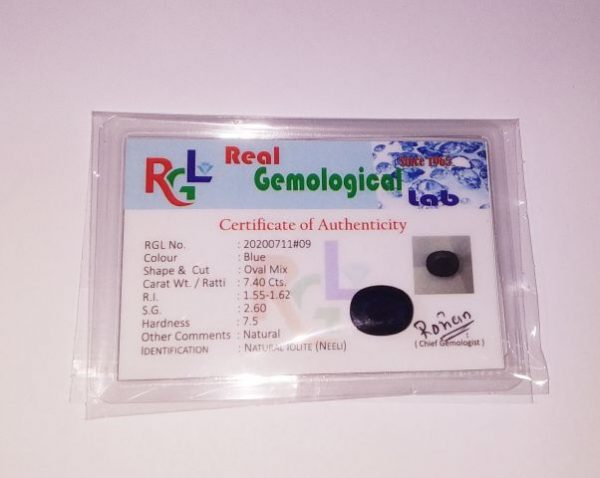 RGL
Real
Gemological
Since 1965
Lab
Certificate of Authenticity
RGL No. : 20200711#09
Colour : Blue
Shape & Cut : Oval Mix
Carat Wt. / Ratti : 7.40 Cts.
R.I. : 1.55-1.62
S.G. : 2.60
Hardness : 7.5
Other Comments : Natural
IDENTIFICATION : NATURAL IOLITE (NEELI)
RGL
Rohan
( Chief Gemologist )